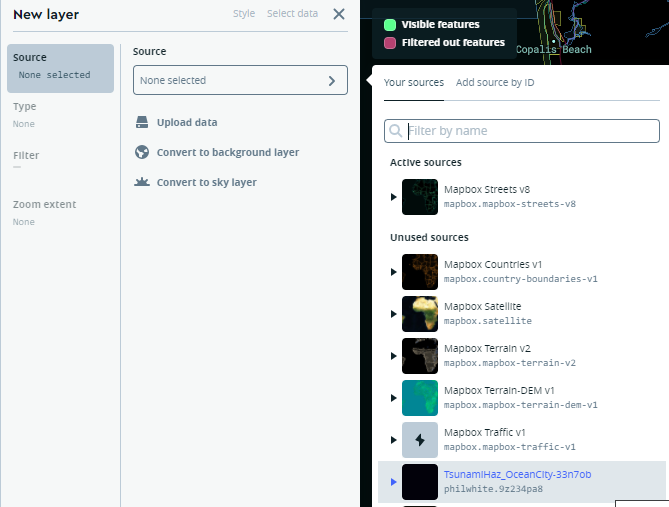 New layer
Style
Select data
Source
None selected
Type
None
Filter
Zoom extent
None
Source
None selected
Upload data
Convert to background layer
Convert to sky layer
Visible features
Filtered out features
Copalis Beach
Your sources
Add source by ID
Filter by name
Active sources
Mapbox Streets v8
mapbox.mapbox-streets-v8
Unused sources
Mapbox Countries v1
mapbox.country-boundaries-v1
Mapbox Satellite
mapbox.satellite
Mapbox Terrain v2
mapbox.mapbox-terrain-v2
Mapbox Terrain-DEM v1
mapbox.mapbox-terrain-dem-v1
Mapbox Traffic v1
mapbox.mapbox-traffic-v1
TsunamiHaz_OceanCity-33n7ob
philwhite.9z234pa8